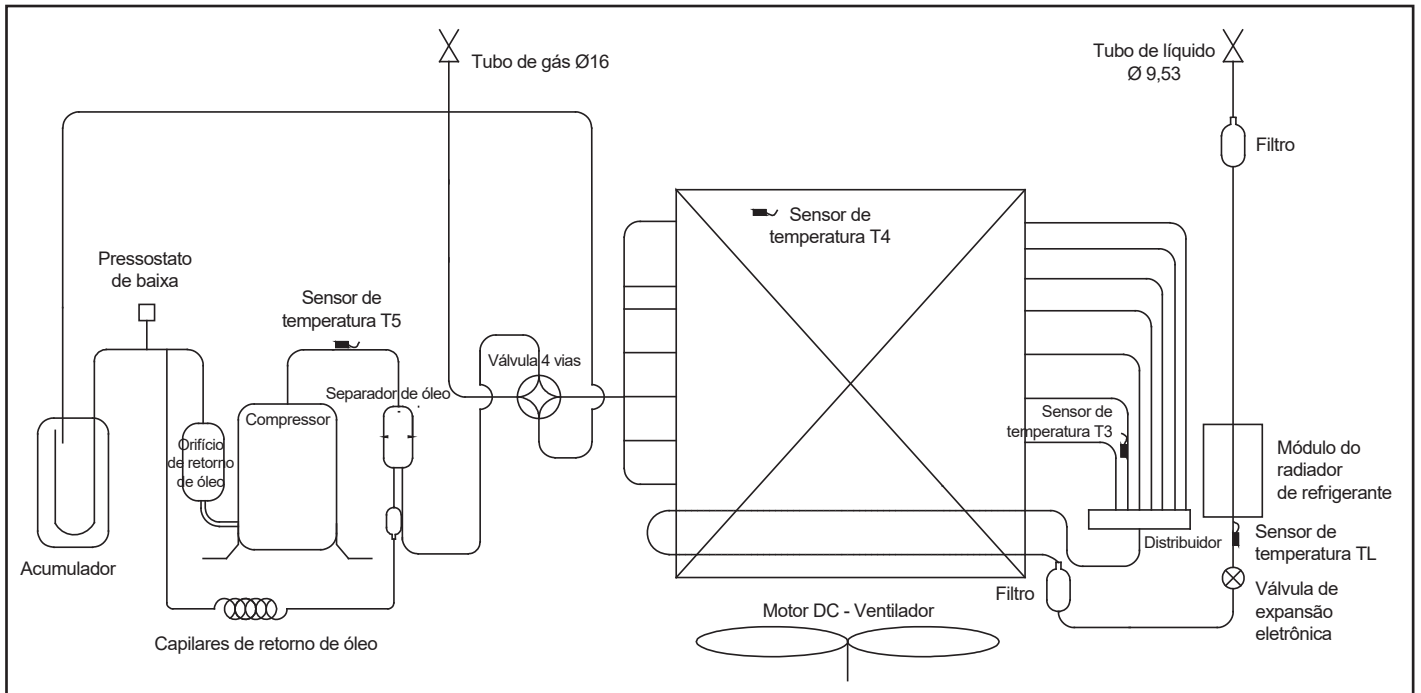 Tubo de gás Ø16
Tubo de líquido
Ø 9,53
Filtro
Sensor de
temperatura T4
Pressostato
de baixa
Sensor de
temperatura T5
Válvula 4 vias
Separador de óleo
Compressor
Orifício
de retorno
de óleo
Sensor de
temperatura T3
Módulo do
radiador
de refrigerante
Acumulador
Distribuidor
Sensor de
temperatura TL
Filtro
Válvula de
expansão
eletrônica
Motor DC - Ventilador
Capilares de retorno de óleo